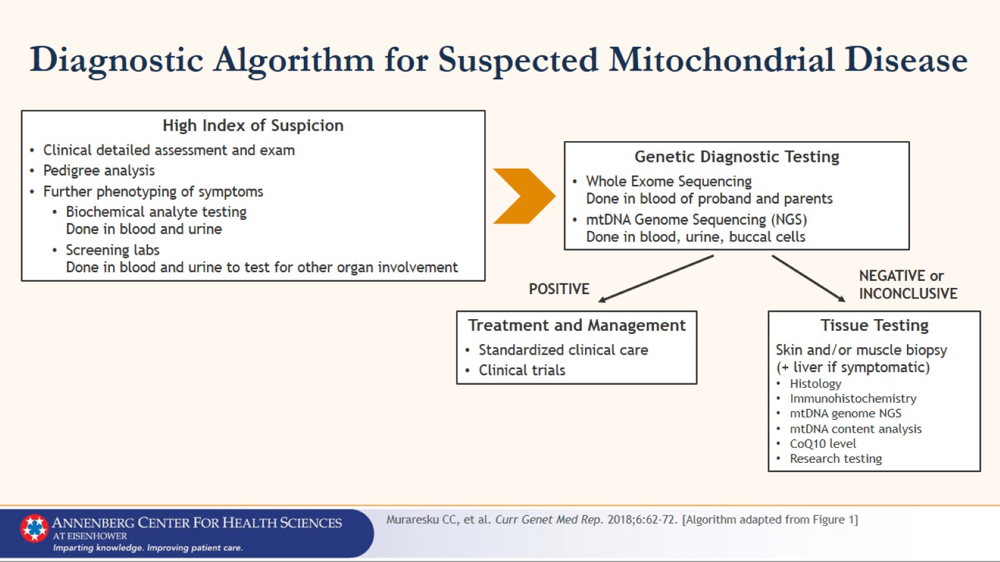 Diagnostic Algorithm for Suspected Mitochondrial Disease
High Index of Suspicion
• Clinical detailed assessment and exam
• Pedigree analysis
• Further phenotyping of symptoms
• Biochemical analyte testing
Done in blood and urine
• Screening labs
Done in blood and urine to test for other organ involvement
Genetic Diagnostic Testing
• Whole Exome Sequencing
Done in blood of proband and parents
• mtDNA Genome Sequencing (NGS)
Done in blood, urine, buccal cells
POSITIVE
NEGATIVE or
INCONCLUSIVE
Treatment and Management
• Standardized clinical care
• Clinical trials
Tissue Testing
Skin and/or muscle biopsy
(+ liver if symptomatic)
• Histology
• Immunohistochemistry
• mtDNA genome NGS
• mtDNA content analysis
• CoQ10 level
• Research testing
ANNENBERG CENTER FOR HEALTH SCIENCES
AT EISENHOWER
Imparting knowledge. Improving patient care.
Muraresku CC, et al. Curr Genet Med Rep. 2018;6:62-72. [Algorithm adapted from Figure 1]